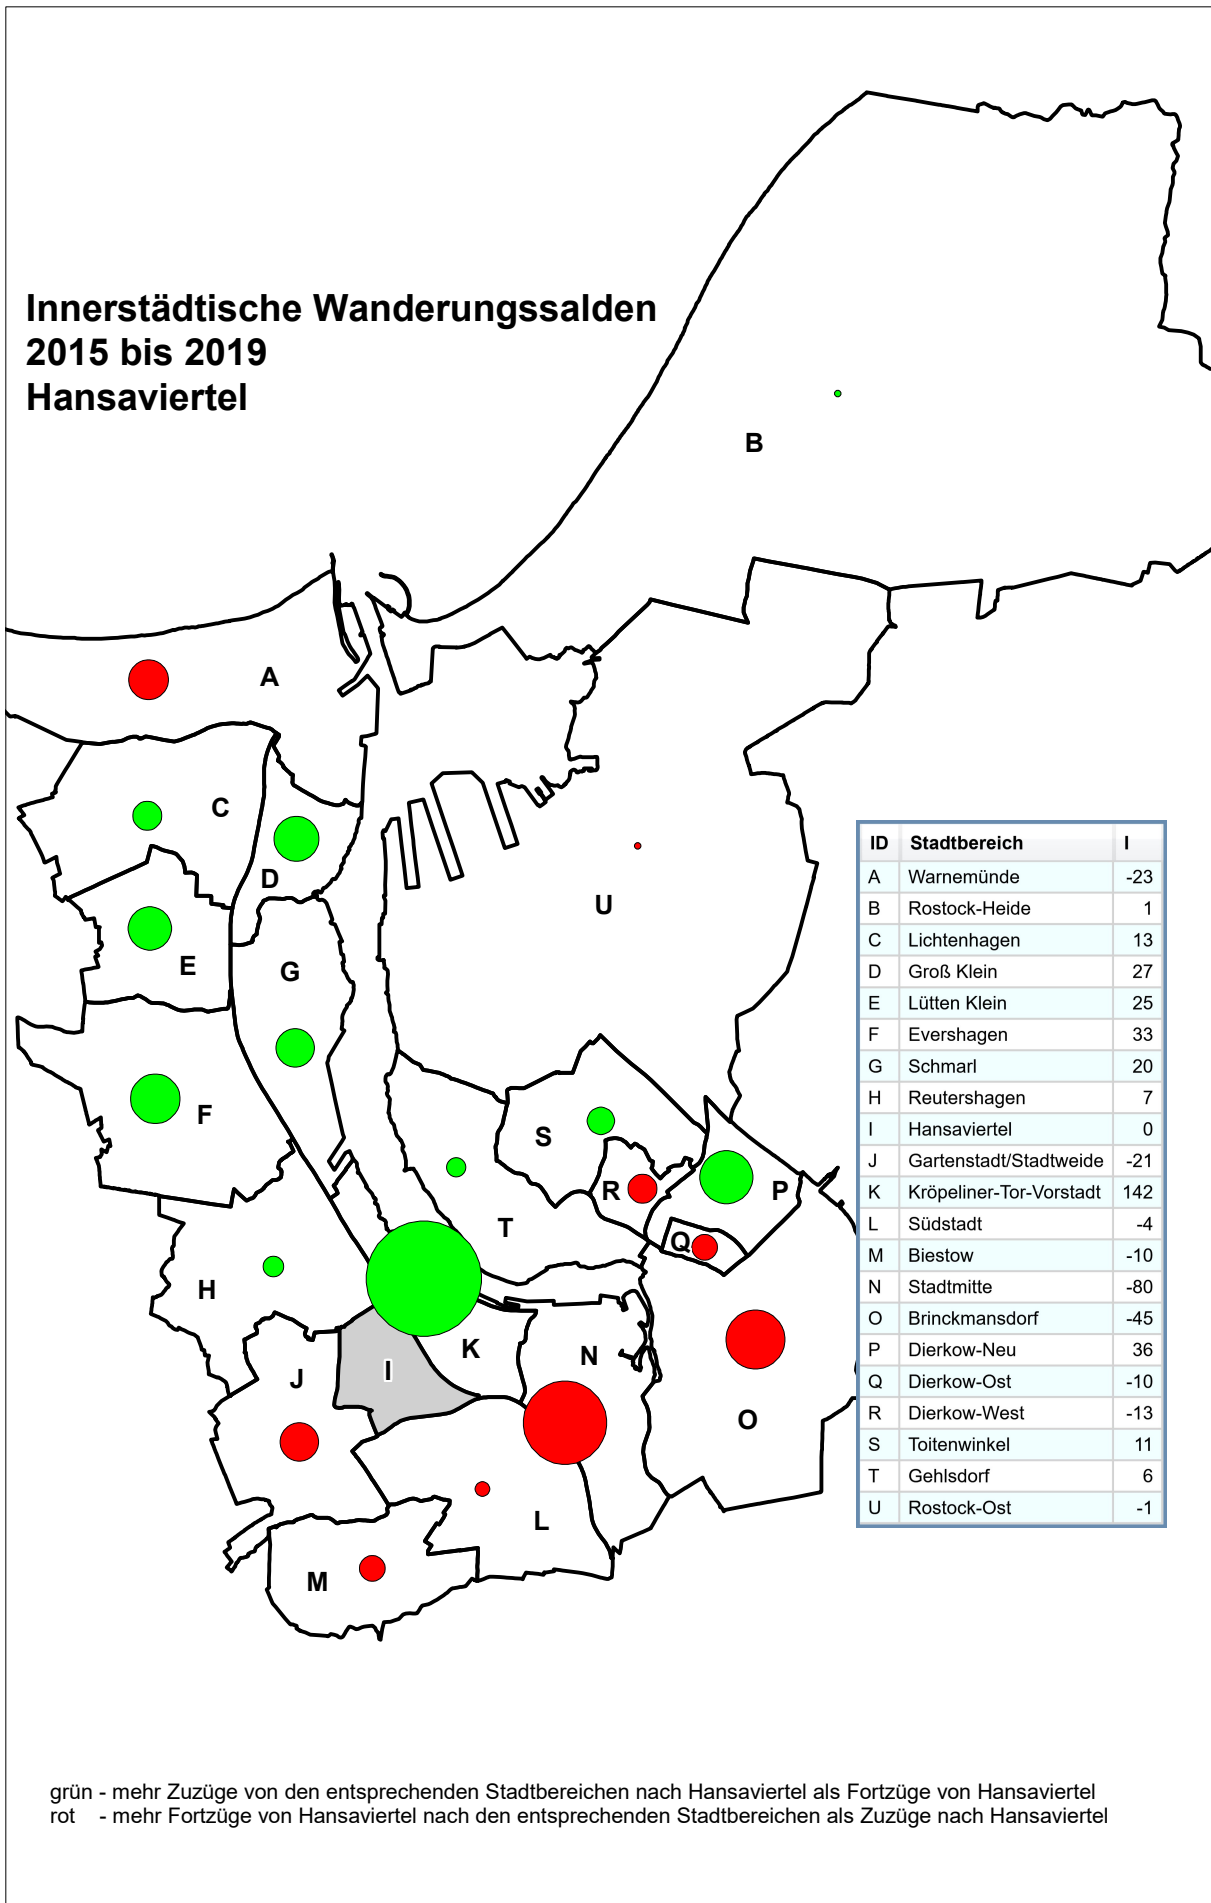 Innerstädtische Wanderungssalden
2015 bis 2019
Hansaviertel
B
A
C
D
U
E
G
F
S
R
P
T
Q
H
K
N
I
J
O
L
M
ID Stadtbereich I
A Warnemünde -23
B Rostock-Heide 1
C Lichtenhagen 13
D Groß Klein 27
E Lütten Klein 25
F Evershagen 33
G Schmarl 20
H Reutershagen 7
I Hansaviertel 0
J Gartenstadt/Stadtweide -21
K Kröpeliner-Tor-Vorstadt 142
L Südstadt -4
M Biestow -10
N Stadtmitte -80
O Brinckmansdorf -45
P Dierkow-Neu 36
Q Dierkow-Ost -10
R Dierkow-West -13
S Toitenwinkel 11
T Gehlsdorf 6
U Rostock-Ost -1
grün - mehr Zuzüge von den entsprechenden Stadtbereichen nach Hansaviertel als Fortzüge von Hansaviertel
rot - mehr Fortzüge von Hansaviertel nach den entsprechenden Stadtbereichen als Zuzüge nach Hansaviertel